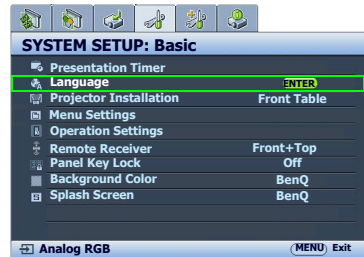 SYSTEM SETUP: Basic
Presentation Timer
Language ENTER
Projector Installation Front Table
Menu Settings
Operation Settings
Remote Receiver Front+Top
Panel Key Lock Off
Background Color BenQ
Splash Screen BenQ
Analog RGB MENU Exit